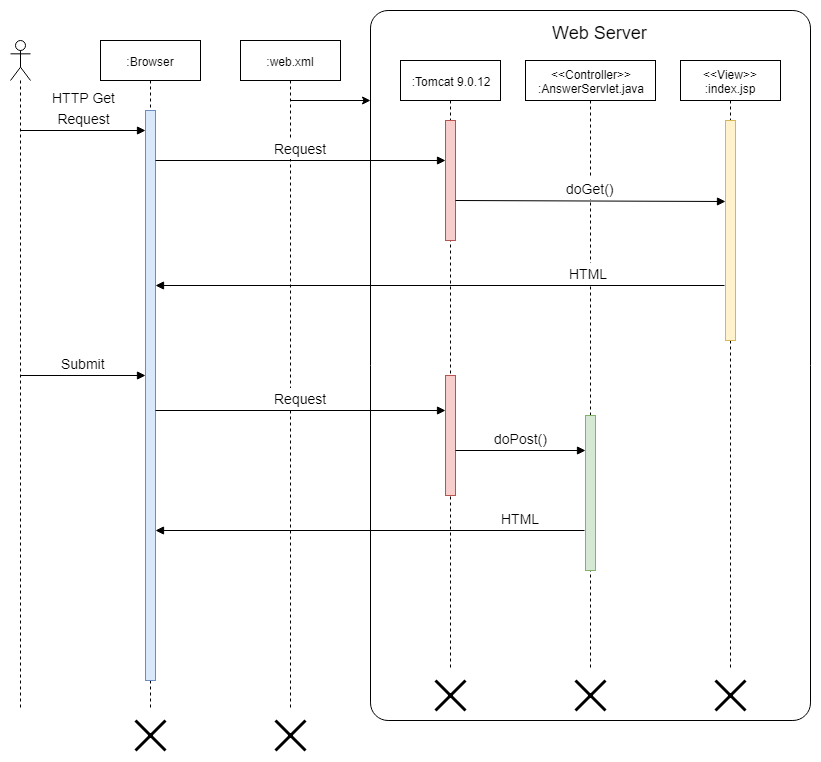 Web Server
:Browser
:web.xml
:Tomcat 9.0.12
<<Controller>>
:AnswerServlet.java
<<View>>
:index.jsp
HTTP Get
Request
Request
doGet()
HTML
Submit
Request
doPost()
HTML